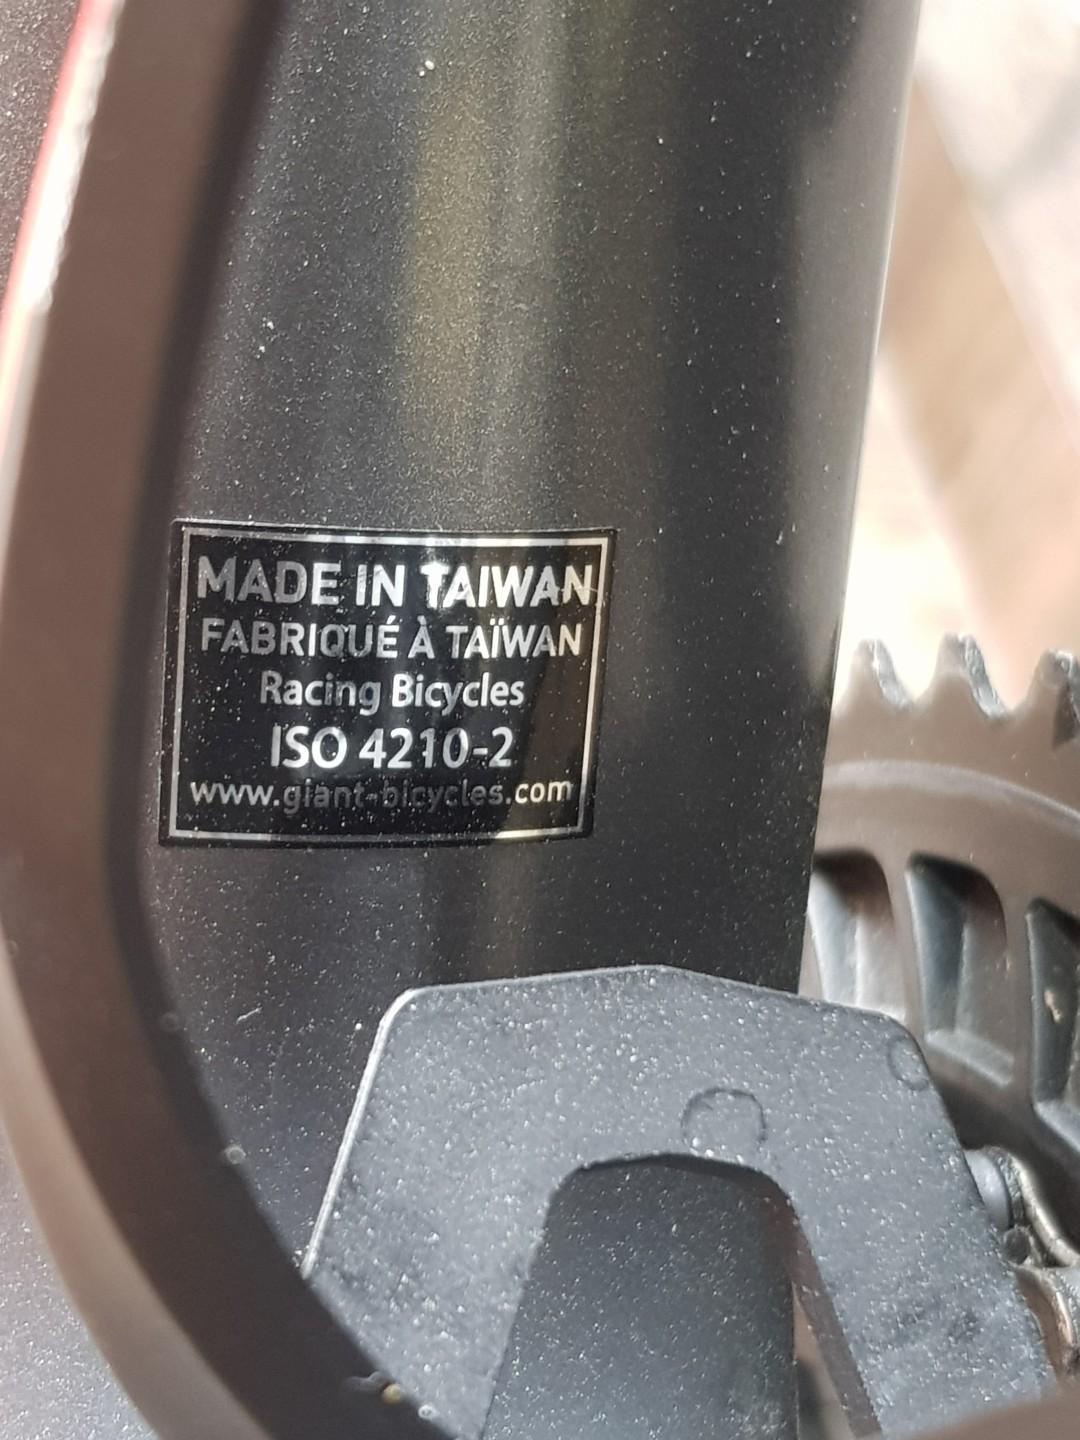 MADE IN TAIWAN
FABRIQUÉ À TAÏWAN
Racing Bicycles
ISO 4210-2
www.giant-bicycles.com